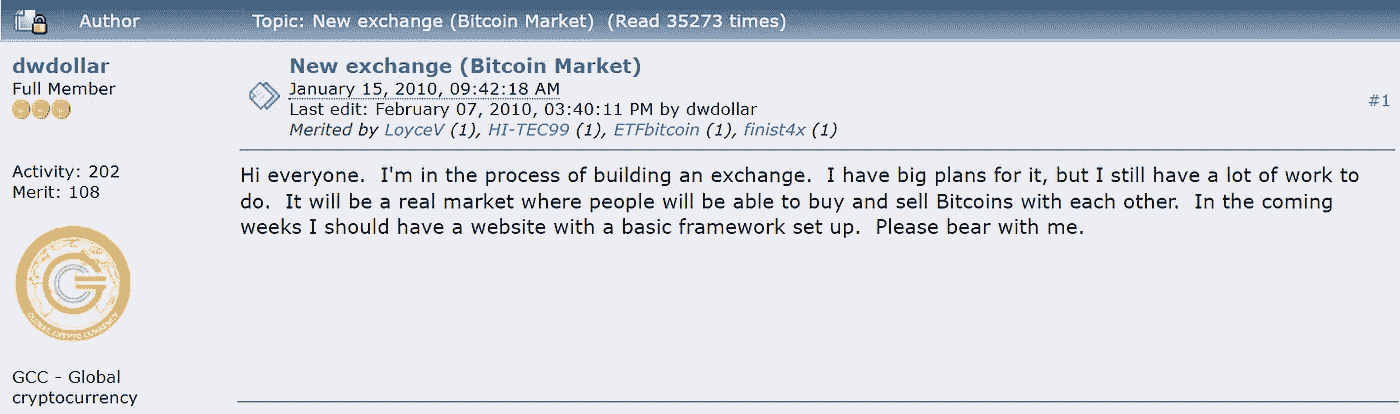 Author Topic: New exchange (Bitcoin Market) (Read 35273 times)
dwdollar
Full Member
Activity: 202
Merit: 108
GLOBAL CRYPTO CURRENCY
GCC - Global
cryptocurrency
New exchange (Bitcoin Market)
January 15, 2010, 09:42:18 AM
Last edit: February 07, 2010, 03:40:11 PM by dwdollar
Merited by LoyceV (1), HI-TEC99 (1), ETFbitcoin (1), finist4x (1)
#1
Hi everyone. I'm in the process of building an exchange. I have big plans for it, but I still have a lot of work to
do. It will be a real market where people will be able to buy and sell Bitcoins with each other. In the coming
weeks I should have a website with a basic framework set up. Please bear with me.